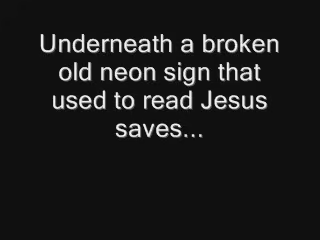 Underneath a broken
old neon sign that
used to read Jesus
saves...